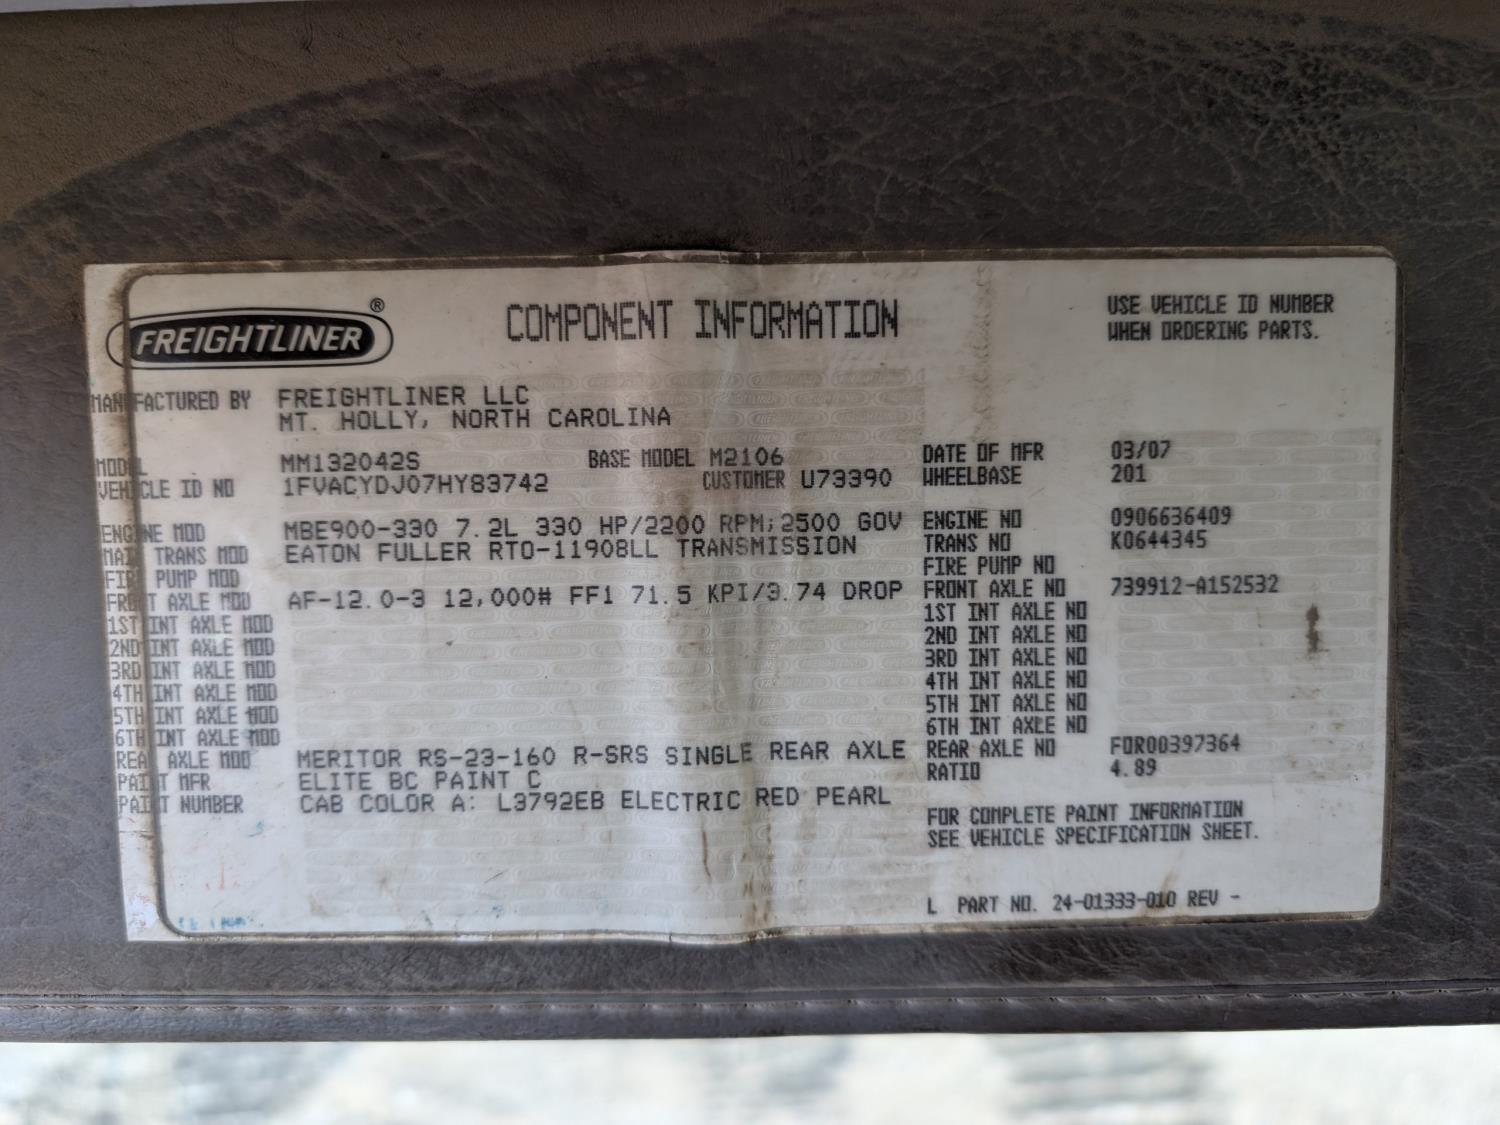 FREIGHTLINER®
COMPONENT INFORMATION
USE VEHICLE ID NUMBER
WHEN ORDERING PARTS.
MANUFACTURED BY FREIGHTLINER LLC
MT. HOLLY, NORTH CAROLINA
MODEL MM132042S BASE MODEL M2106 DATE OF MFR 03/07
VEHICLE ID NO 1FVACYDJ07HY83742 CUSTOMER U73390 WHEELBASE 201
ENGINE MOD MBE900-330 7.2L 330 HP/2200 RPM;2500 GOV ENGINE NO 0906636409
MAIN TRANS MOD EATON FULLER RTO-11908LL TRANSMISSION TRANS NO K0644345
FIRE PUMP MOD FIRE PUMP NO
FRONT AXLE MOD AF-12.0-3 12,000# FF1 71.5 KPI/3.74 DROP FRONT AXLE NO 739912-A152532
1ST INT AXLE MOD 1ST INT AXLE NO
2ND INT AXLE MOD 2ND INT AXLE NO
3RD INT AXLE MOD 3RD INT AXLE NO
4TH INT AXLE MOD 4TH INT AXLE NO
5TH INT AXLE MOD 5TH INT AXLE NO
6TH INT AXLE MOD 6TH INT AXLE NO
REAR AXLE MOD MERITOR RS-23-160 R-SRS SINGLE REAR AXLE REAR AXLE NO FOR00397364
PAINT MFR ELITE BC PAINT C RATIO 4.89
PAINT NUMBER CAB COLOR A: L3792EB ELECTRIC RED PEARL
FOR COMPLETE PAINT INFORMATION
SEE VEHICLE SPECIFICATION SHEET.
L PART NO. 24-01333-010 REV -